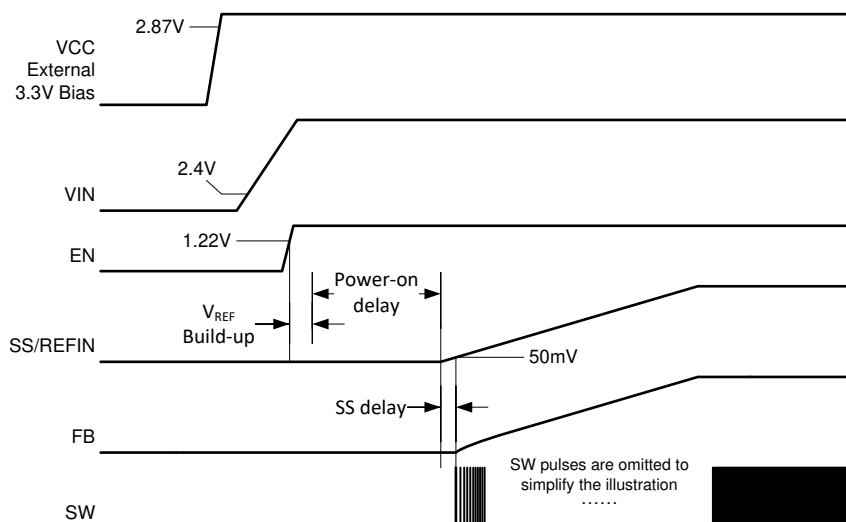 2.87V
VCC
External
3.3V Bias
2.4V
VIN
1.22V
EN
Power-on
delay
VREF
Build-up
SS/REFIN
50mV
SS delay
FB
SW pulses are omitted to
simplify the illustration
......
SW